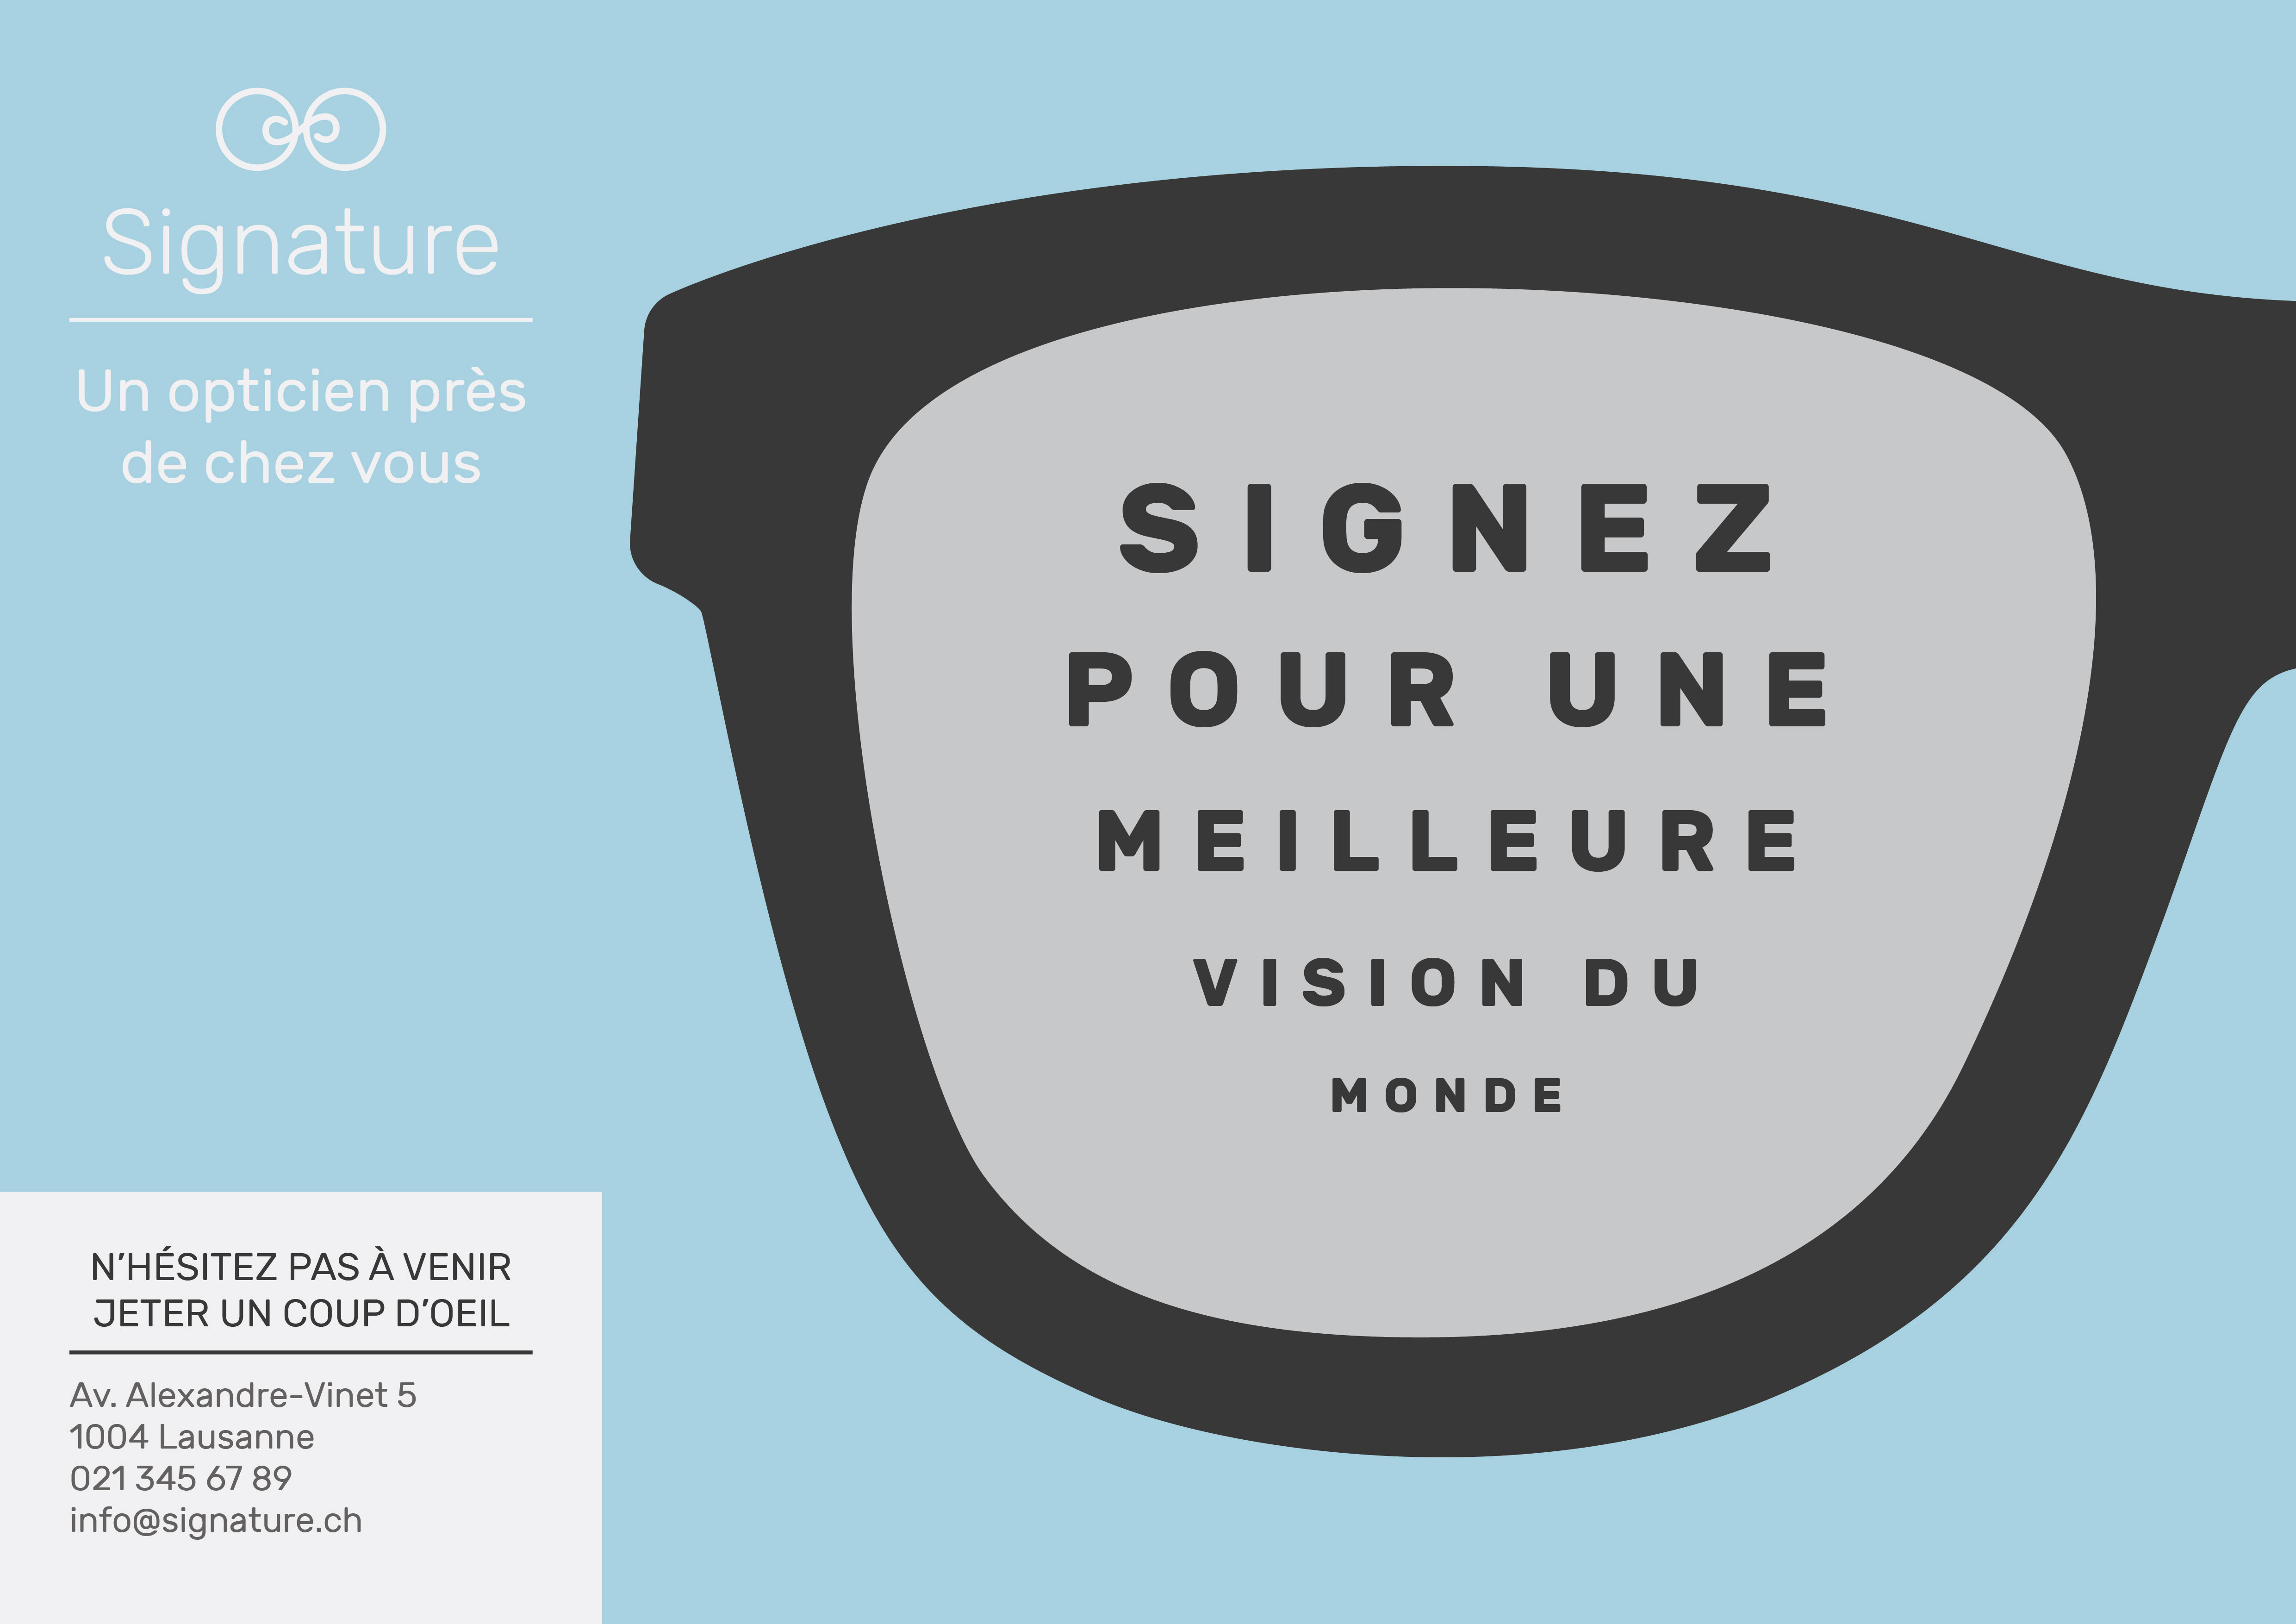 Signature
Un opticien près
de chez vous
SIGNEZ
POUR UNE
MEILLEURE
VISION DU
MONDE
N’HÉSITEZ PAS À VENIR
JETER UN COUP D’OEIL
Av. Alexandre-Vinet 5
1004 Lausanne
021 345 67 89
info@signature.ch